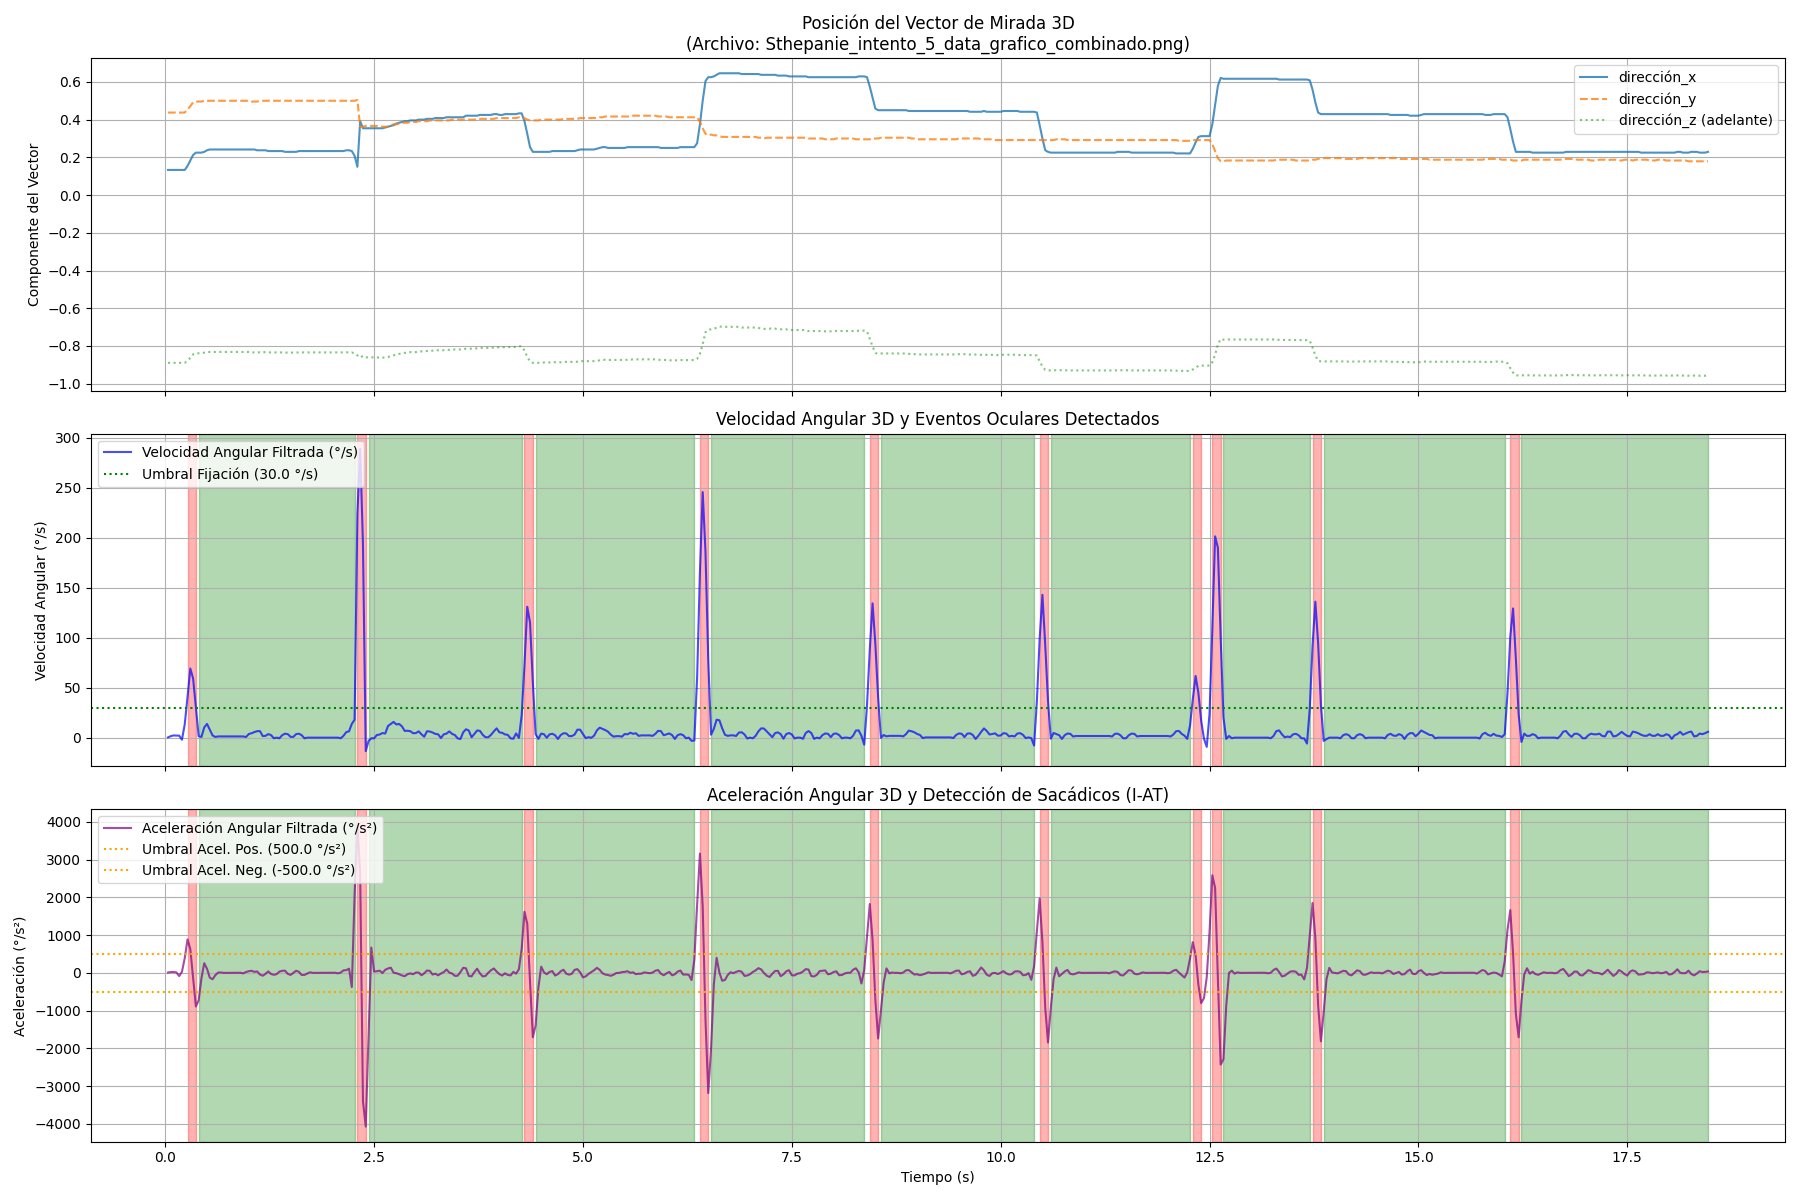 Posición del Vector de Mirada 3D
(Archivo: Sthepanie_intento_5_data_grafico_combinado.png)
Componente del Vector
0.6
0.4
0.2
0.0
−0.2
−0.4
−0.6
−0.8
−1.0
dirección_x
dirección_y
dirección_z (adelante)
Velocidad Angular 3D y Eventos Oculares Detectados
Velocidad Angular (°/s)
300
250
200
150
100
50
0
Velocidad Angular Filtrada (°/s)
Umbral Fijación (30.0 °/s)
Aceleración Angular 3D y Detección de Sacádicos (I-AT)
Aceleración (°/s²)
4000
3000
2000
1000
0
−1000
−2000
−3000
−4000
Aceleración Angular Filtrada (°/s²)
Umbral Acel. Pos. (500.0 °/s²)
Umbral Acel. Neg. (-500.0 °/s²)
0.0 2.5 5.0 7.5 10.0 12.5 15.0 17.5
Tiempo (s)